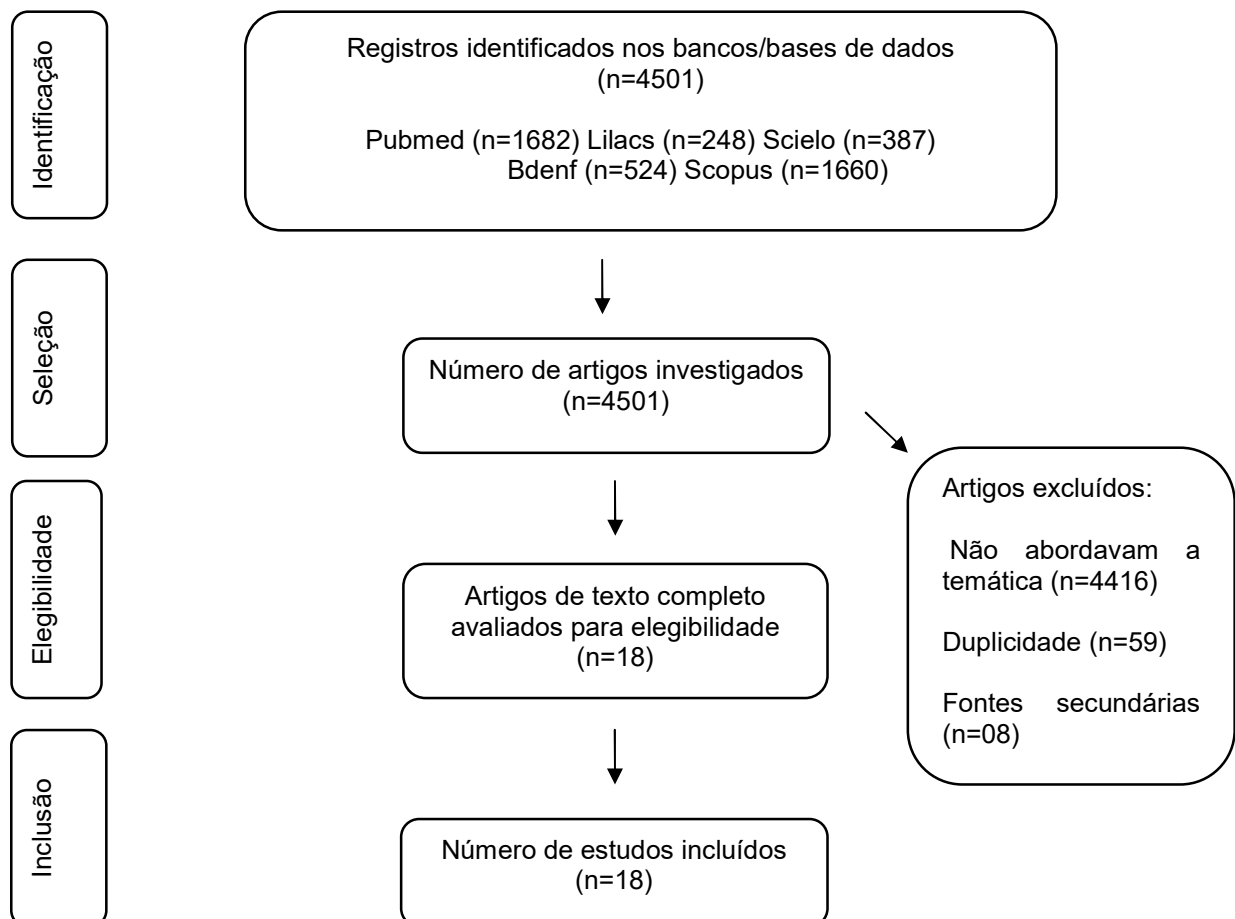 Identificação
Registros identificados nos bancos/bases de dados
(n=4501)
Pubmed (n=1682) Lilacs (n=248) Scielo (n=387)
Bdenf (n=524) Scopus (n=1660)
Seleção
Número de artigos investigados
(n=4501)
Artigos excluídos:
Não abordavam a
temática (n=4416)
Duplicidade (n=59)
Fontes secundárias
(n=08)
Elegibilidade
Artigos de texto completo
avaliados para elegibilidade
(n=18)
Inclusão
Número de estudos incluídos
(n=18)